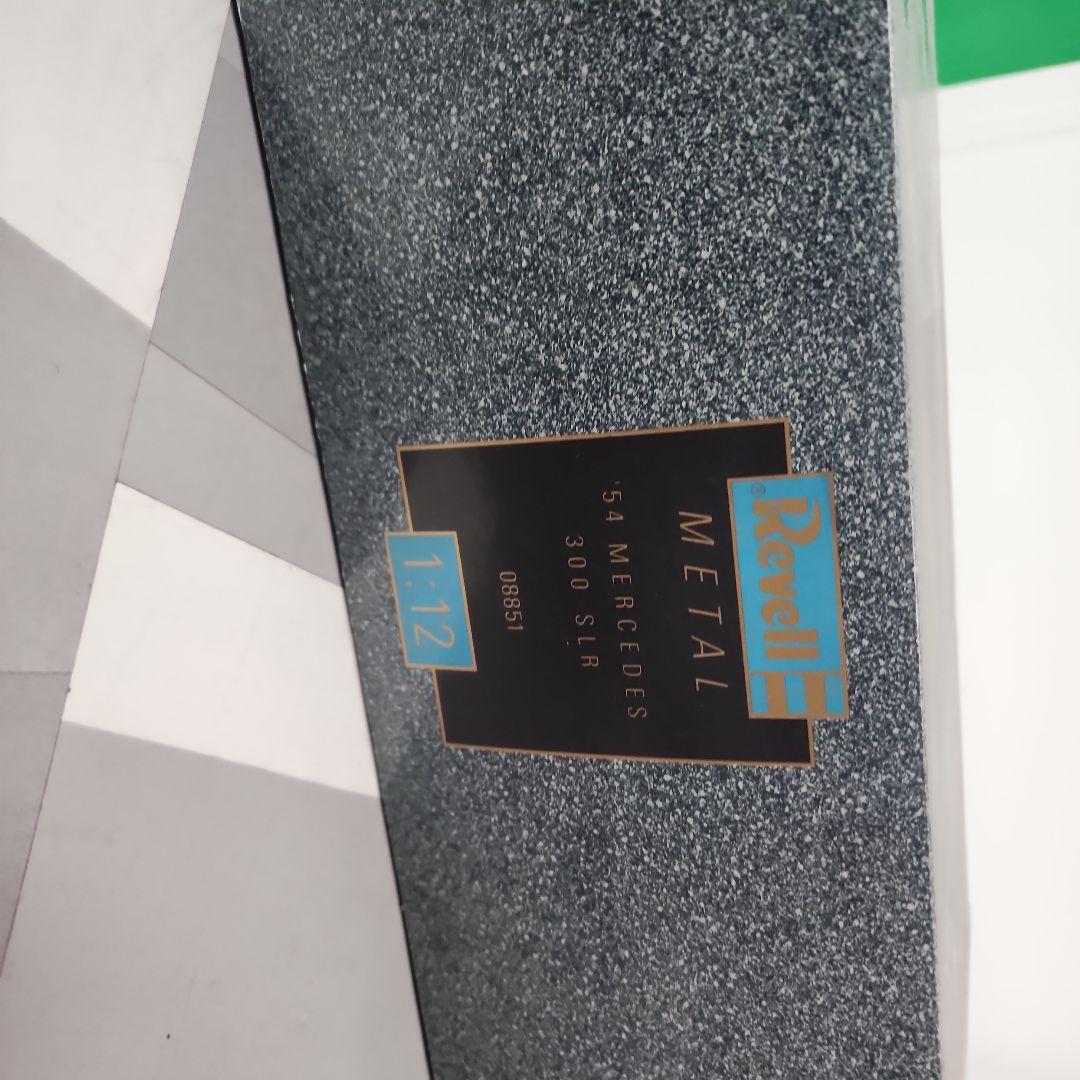 Revell®
METAL
'54 MERCEDES
300 SLR
08851
1:12